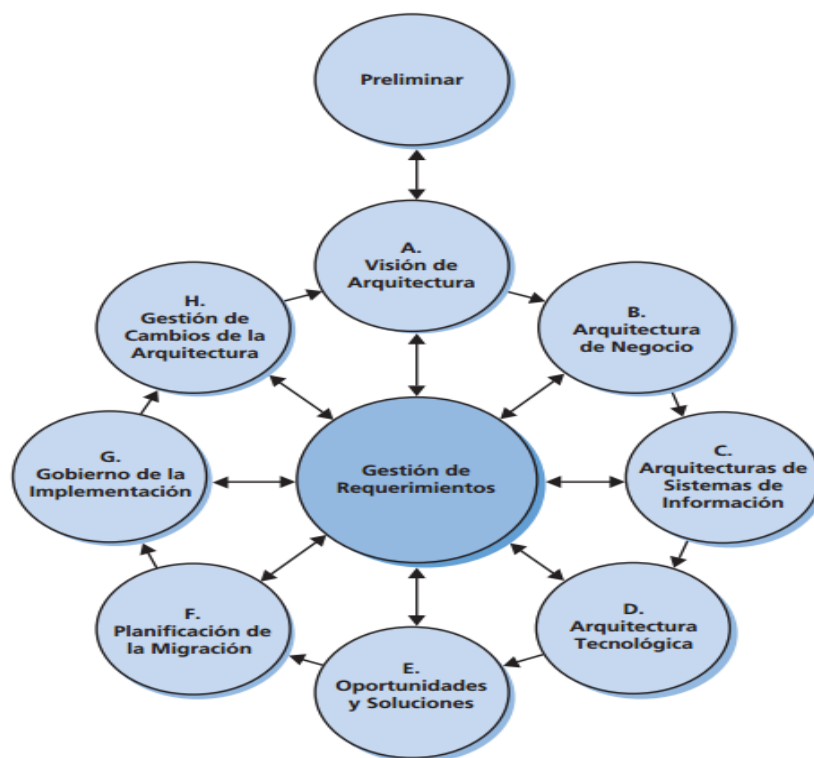 Preliminar
A.
Visión de
Arquitectura
B.
Arquitectura
de Negocio
C.
Arquitecturas de
Sistemas de
Información
D.
Arquitectura
Tecnológica
E.
Oportunidades
y Soluciones
F.
Planificación de
la Migración
G.
Gobierno de la
Implementación
H.
Gestión de
Cambios de la
Arquitectura
Gestión de
Requerimientos